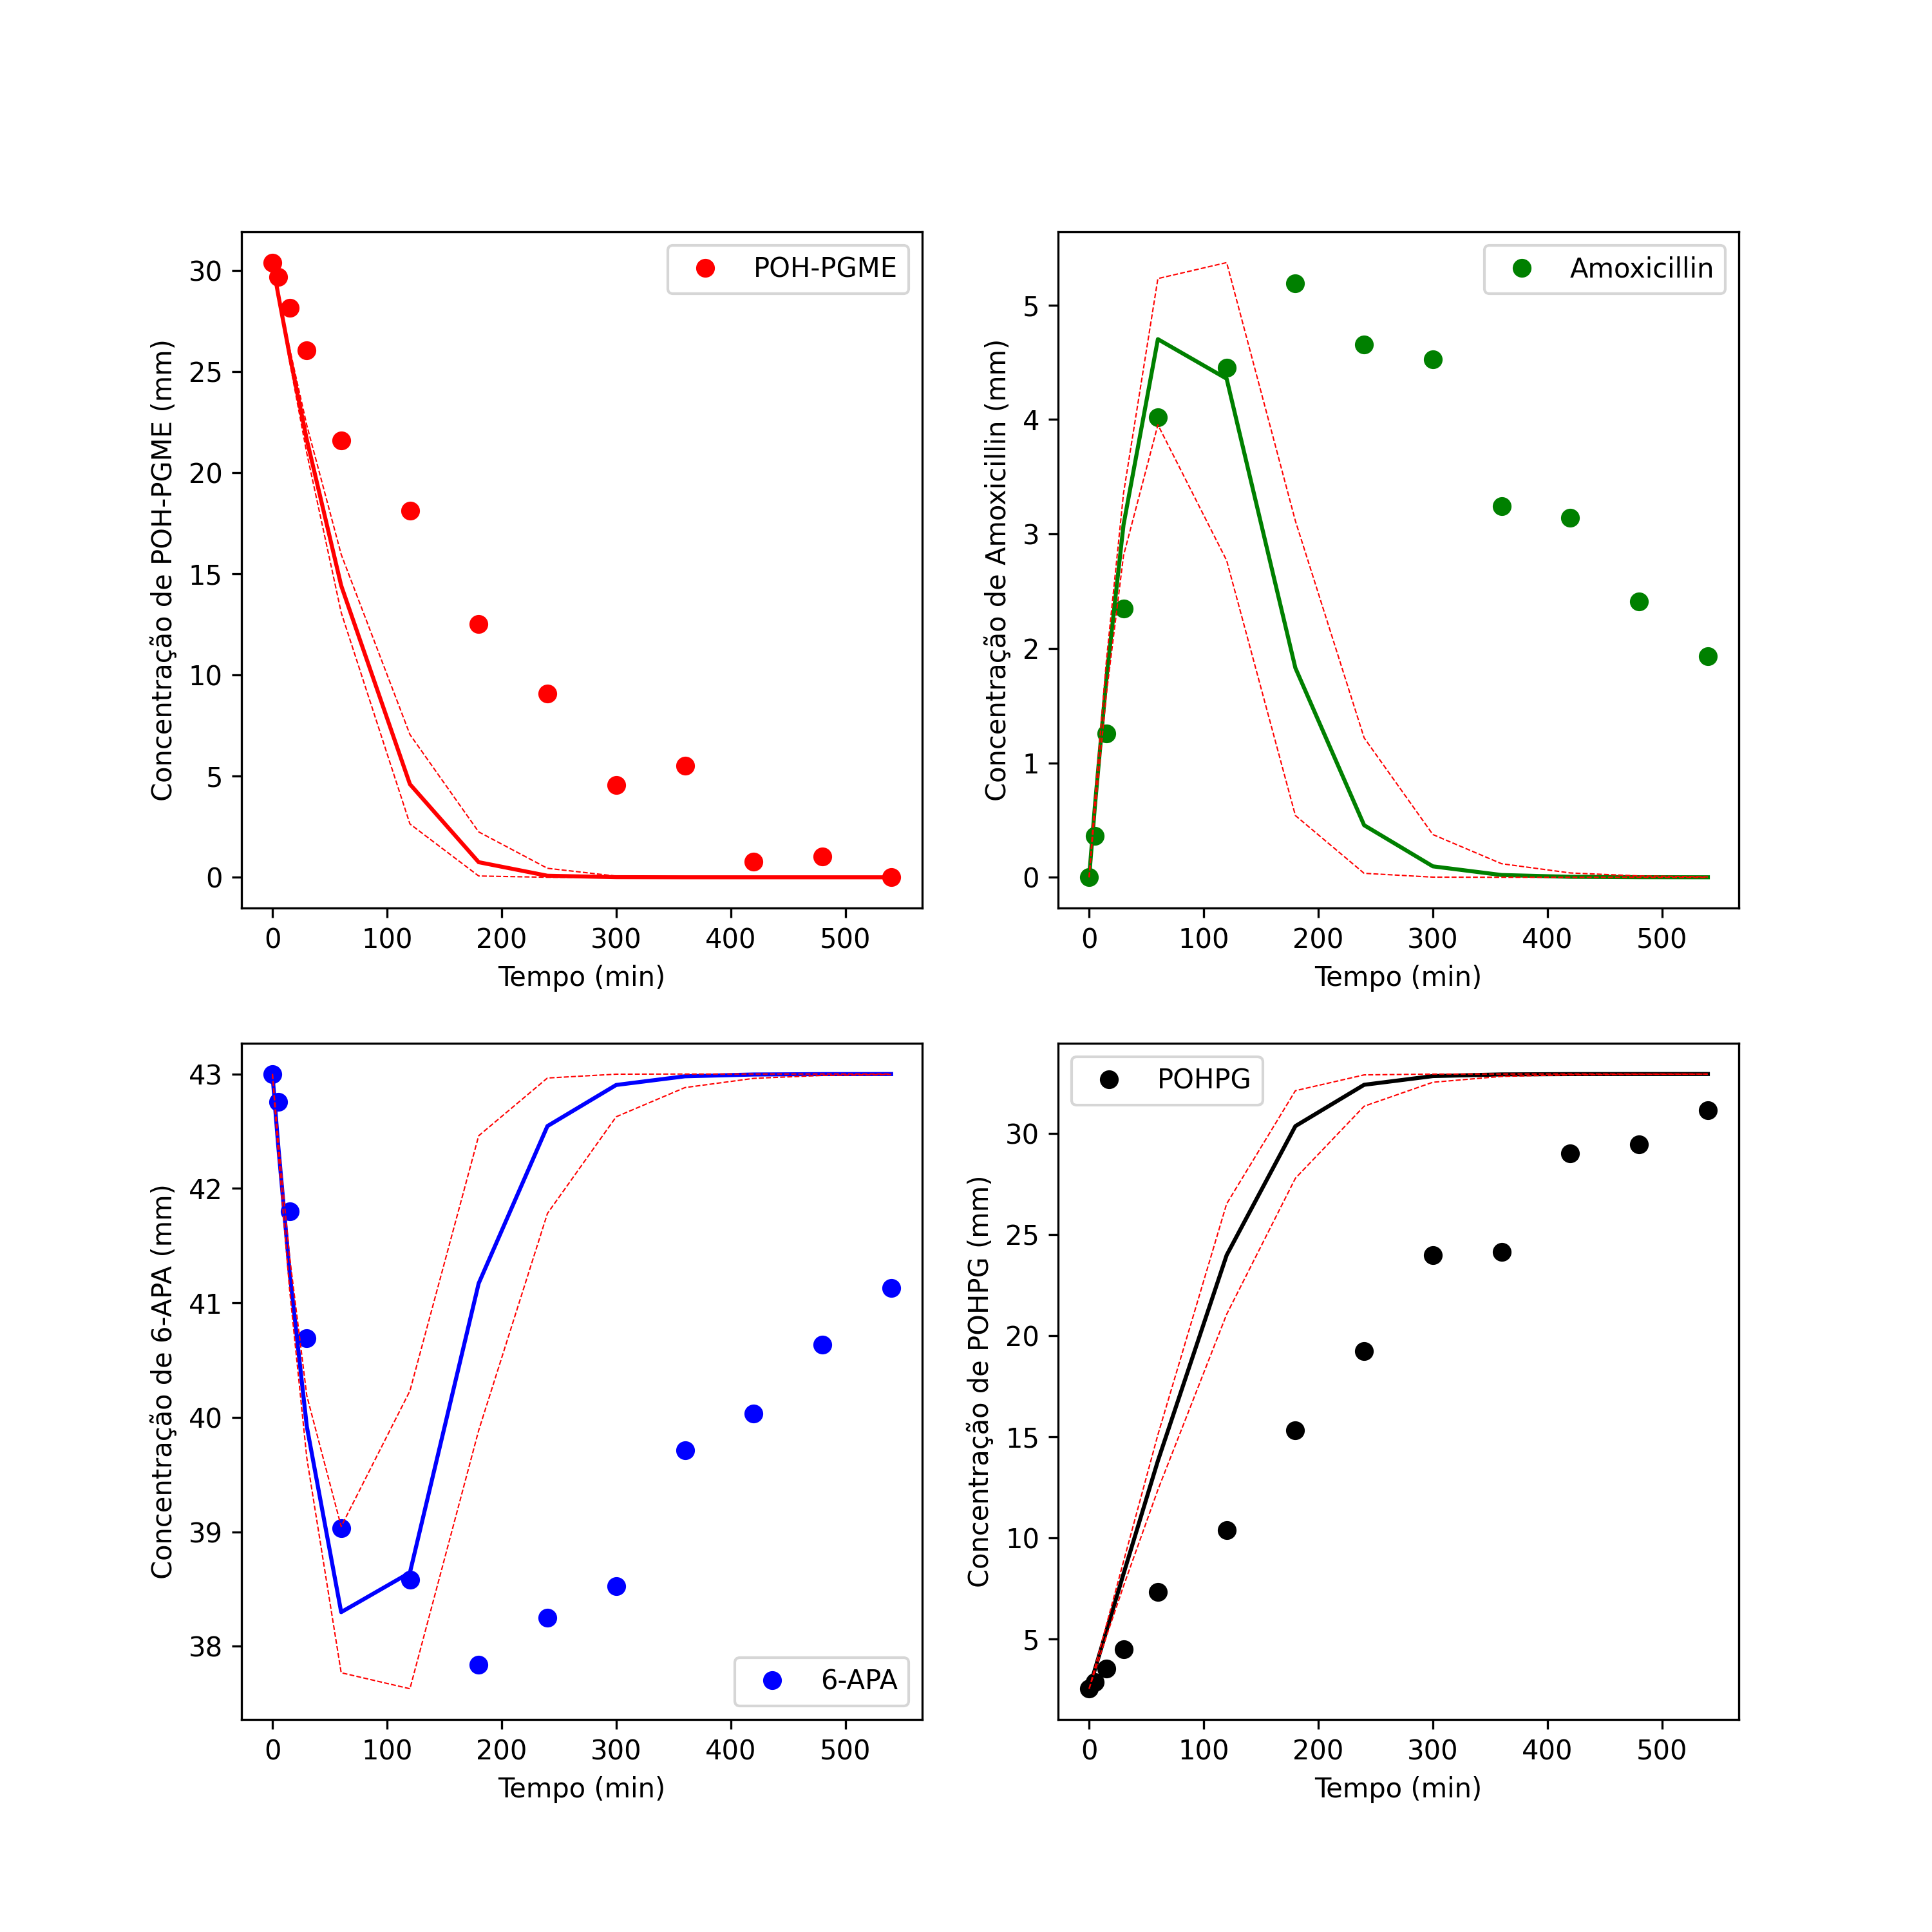 POH-PGME
30
25
20
15
10
5
0
Concentração de POH-PGME (mm)
0 100 200 300 400 500
Tempo (min)
Amoxicillin
5
4
3
2
1
0
Concentração de Amoxicillin (mm)
0 100 200 300 400 500
Tempo (min)
43
42
41
40
39
38
Concentração de 6-APA (mm)
6-APA
0 100 200 300 400 500
Tempo (min)
POHPG
30
25
20
15
10
5
Concentração de POHPG (mm)
0 100 200 300 400 500
Tempo (min)